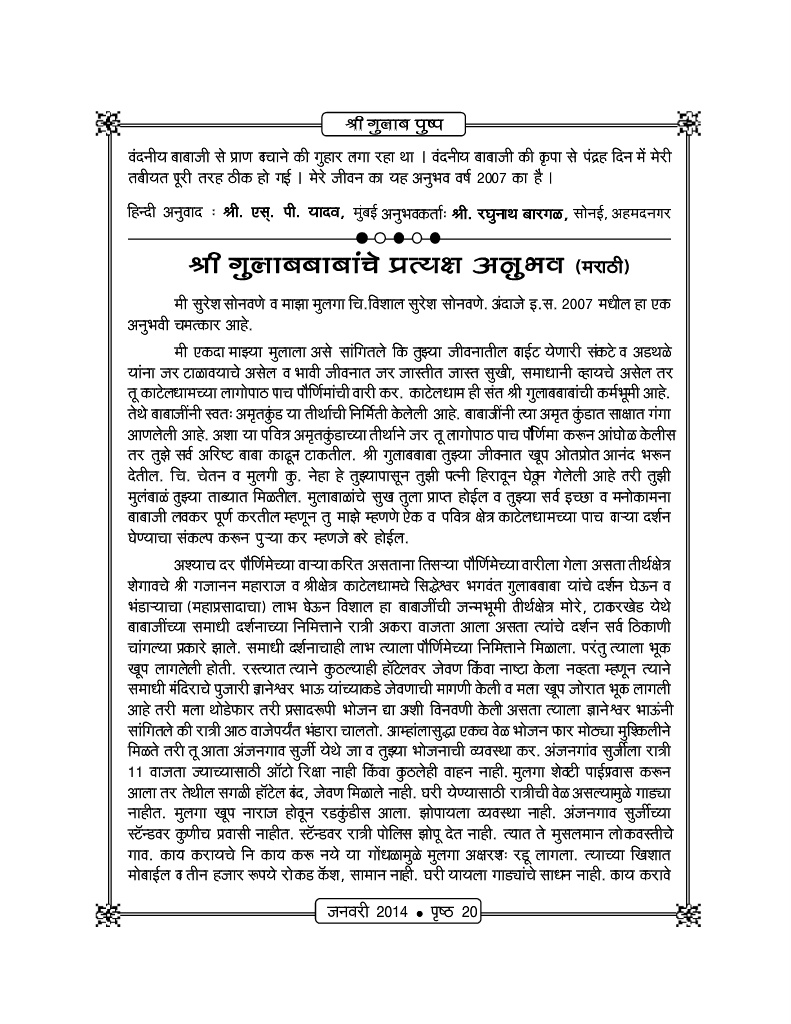 श्री गुलाब पुष्प
वंदनीय बाबाजी से प्राण बचाने की गुहार लगा रहा था । वंदनीय बाबाजी की कृपा से पंद्रह दिन में मेरी
तबीयत पूरी तरह ठीक हो गई । मेरे जीवन का यह अनुभव वर्ष 2007 का है ।
हिन्दी अनुवाद : श्री. एस्. पी. यादव, मुंबई अनुभवकर्ताः श्री. रघुनाथ बारगळ, सोनई, अहमदनगर
श्री गुलाबबाबांचे प्रत्यक्ष अनुभव (मराठी)
मी सुरेश सोनवणे व माझा मुलगा चि.विशाल सुरेश सोनवणे. अंदाजे इ.स. 2007 मधील हा एक
अनुभवी चमत्कार आहे.
मी एकदा माझ्या मुलाला असे सांगितले कि तुझ्या जीवनातील वाईट येणारी संकटे व अडथळे
यांना जर टाळावयाचे असेल व भावी जीवनात जर जास्तीत जास्त सुखी, समाधानी व्हायचे असेल तर
तू काटेलधामच्या लागोपाठ पाच पौर्णिमांची वारी कर. काटेलधाम ही संत श्री गुलाबबाबांची कर्मभूमी आहे.
तेथे बाबाजींनी स्वतः अमृतकुंड या तीर्थाची निर्मिती केलेली आहे. बाबाजींनी त्या अमृत कुंडात साक्षात गंगा
आणलेली आहे. अशा या पवित्र अमृतकुंडाच्या तीर्थाने जर तू लागोपाठ पाच पौर्णिमा करून आंघोळ केलीस
तर तुझे सर्व अरिष्ट बाबा काढून टाकतील. श्री गुलाबबाबा तुझ्या जीवनात खूप ओतप्रोत आनंद भरून
देतील. चि. चेतन व मुलगी कु. नेहा हे तुझ्यापासून तुझी पत्नी हिरावून घेवून गेलेली आहे तरी तुझी
मुलंबाळं तुझ्या ताब्यात मिळतील. मुलाबाळांचे सुख तुला प्राप्त होईल व तुझ्या सर्व इच्छा व मनोकामना
बाबाजी लवकर पूर्ण करतील म्हणून तु माझे म्हणणे ऐक व पवित्र क्षेत्र काटेलधामच्या पाच वाऱ्या दर्शन
घेण्याचा संकल्प करून पुऱ्या कर म्हणजे बरे होईल.
अश्याच दर पौर्णिमेच्या वाऱ्या करित असताना तिसऱ्या पौर्णिमेच्या वारीला गेला असता तीर्थक्षेत्र
शेगावचे श्री गजानन महाराज व श्रीक्षेत्र काटेलधामचे सिद्धेश्वर भगवंत गुलाबबाबा यांचे दर्शन घेऊन व
भंडाऱ्याचा (महाप्रसादाचा) लाभ घेऊन विशाल हा बाबाजींची जन्मभूमी तीर्थक्षेत्र मोरे, टाकरखेड येथे
बाबाजींच्या समाधी दर्शनाच्या निमित्ताने रात्री अकरा वाजता आला असता त्यांचे दर्शन सर्व ठिकाणी
चांगल्या प्रकारे झाले. समाधी दर्शनाचाही लाभ त्याला पौर्णिमेच्या निमित्ताने मिळाला. परंतु त्याला भूक
खूप लागलेली होती. रस्त्यात त्याने कुठल्याही हॉटेलवर जेवण किंवा नाष्टा केला नव्हता म्हणून त्याने
समाधी मंदिराचे पुजारी ज्ञानेश्वर भाऊ यांच्याकडे जेवणाची मागणी केली व मला खूप जोरात भूक लागली
आहे तरी मला थोडेफार तरी प्रसादरूपी भोजन द्या अशी विनवणी केली असता त्याला ज्ञानेश्वर भाऊंनी
सांगितले की रात्री आठ वाजेपर्यंत भंडारा चालतो. आम्हांलासुद्धा एकच वेळ भोजन फार मोठ्या मुश्किलीने
मिळते तरी तू आता अंजनगाव सुर्जी येथे जा व तुझ्या भोजनाची व्यवस्था कर. अंजनगांव सुर्जीला रात्री
11 वाजता ज्याच्यासाठी ऑटो रिक्षा नाही किंवा कुठलेही वाहन नाही. मुलगा शेवटी पाईप्रवास करून
आला तर तेथील सगळी हॉटेल बंद, जेवण मिळाले नाही. घरी येण्यासाठी रात्रीची वेळ असल्यामुळे गाड्या
नाहीत. मुलगा खूप नाराज होवून रडकुंडीस आला. झोपायला व्यवस्था नाही. अंजनगाव सुर्जीच्या
स्टॅन्डवर कुणीच प्रवासी नाहीत. स्टॅन्डवर रात्री पोलिस झोपू देत नाही. त्यात ते मुसलमान लोकवस्तीचे
गाव. काय करायचे नि काय करू नये या गोंधळामुळे मुलगा अक्षरशः रडू लागला. त्याच्या खिशात
मोबाईल व तीन हजार रूपये रोकड कॅश, सामान नाही. घरी यायला गाड्यांचे साधन नाही. काय करावे
जनवरी 2014 ● पृष्ठ 20